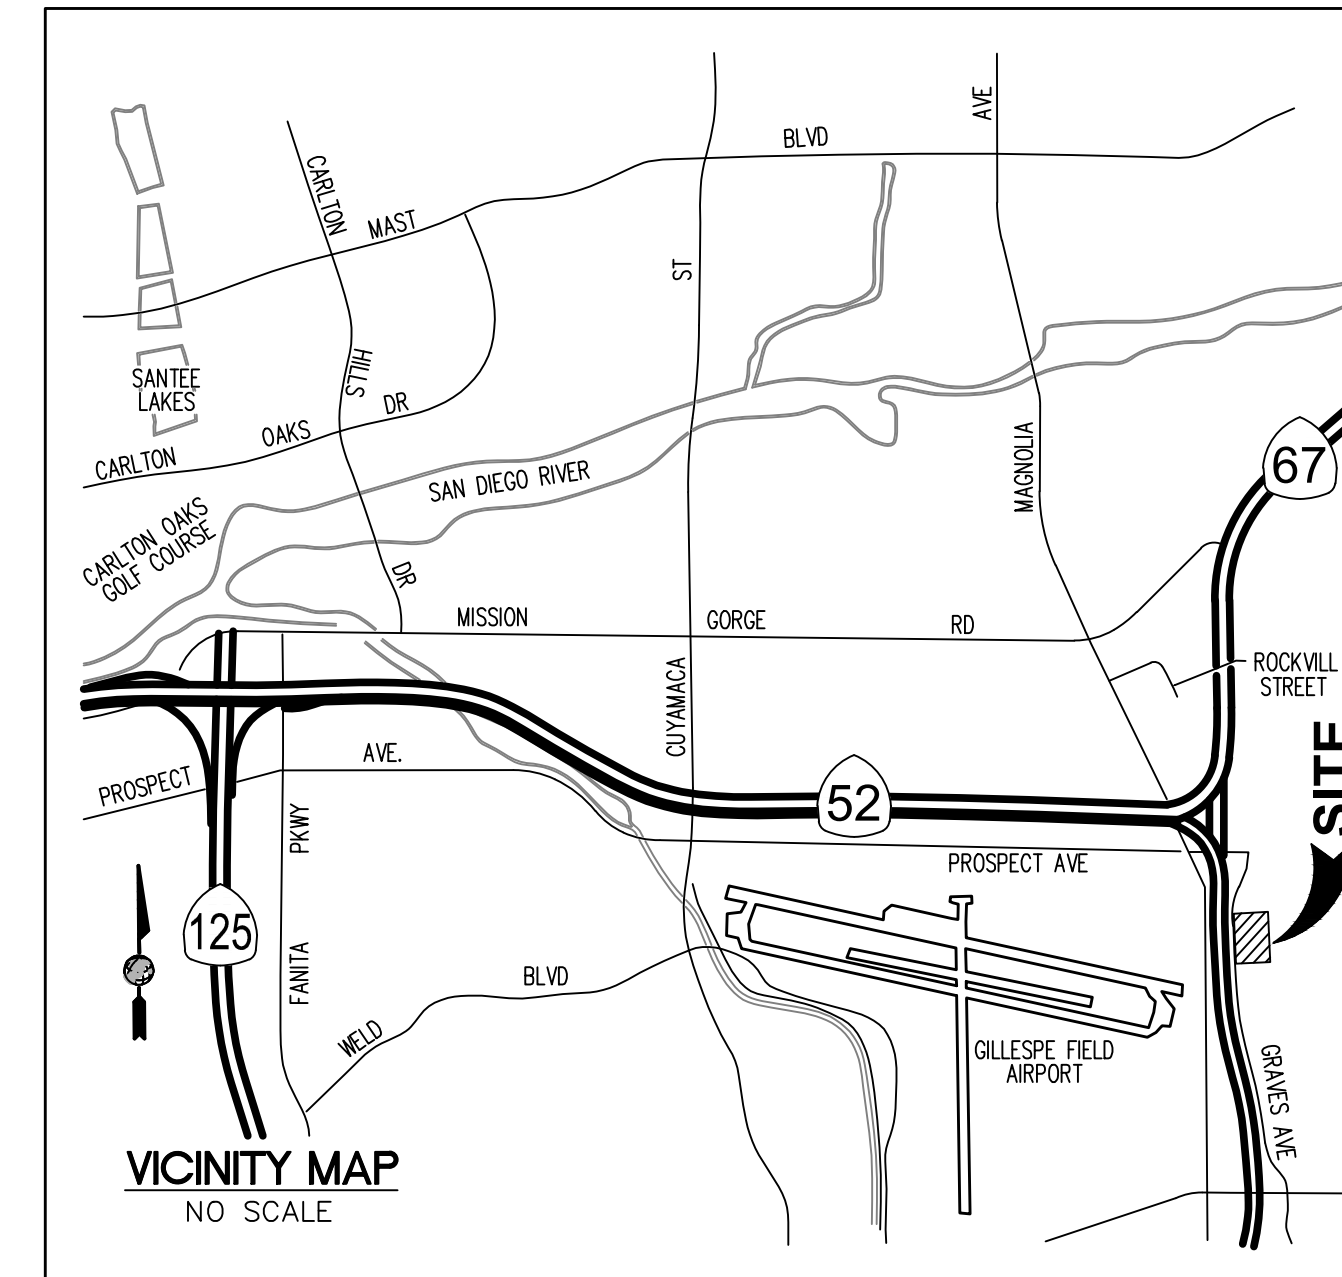 AVE
BLVD
CARLTON
MAST
ST
HILLS
SANTEE
LAKES
DR
OAKS
CARLTON
MAGNOLIA
67
SAN DIEGO RIVER
CARLTON OAKS
GOLF COURSE
DR
MISSION
GORGE
RD
ROCKVILL
STREET
CUYAMACA
SITE
AVE.
PROSPECT
52
PKWY
PROSPECT AVE
125
FANITA
BLVD
WELD
GILLESPE FIELD
AIRPORT
GRAVES AVE
VICINITY MAP
NO SCALE